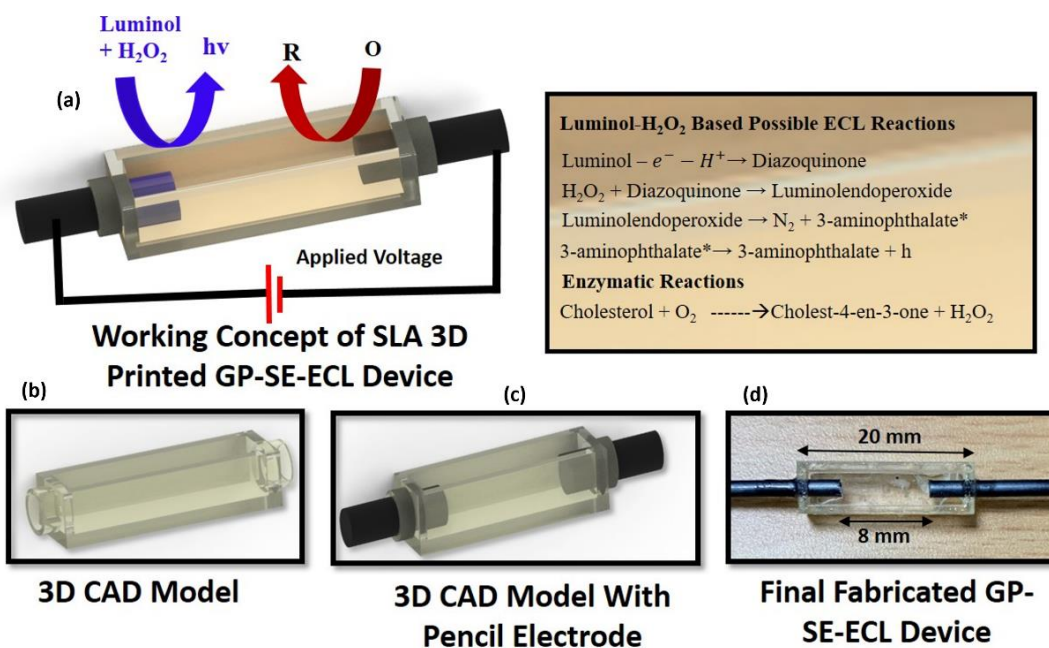 Luminol
+ H₂O₂
hv
R
O
(a)
Applied Voltage
Working Concept of SLA 3D
Printed GP-SE-ECL Device
Luminol-H₂O₂ Based Possible ECL Reactions
Luminol – e⁻ – H⁺→ Diazoquinone
H₂O₂ + Diazoquinone → Luminolendoperoxide
Luminolendoperoxide → N₂ + 3-aminophthalate*
3-aminophthalate*→ 3-aminophthalate + h
Enzymatic Reactions
Cholesterol + O₂ ------→Cholest-4-en-3-one + H₂O₂
(b)
3D CAD Model
(c)
3D CAD Model With
Pencil Electrode
(d)
20 mm
8 mm
Final Fabricated GP-
SE-ECL Device